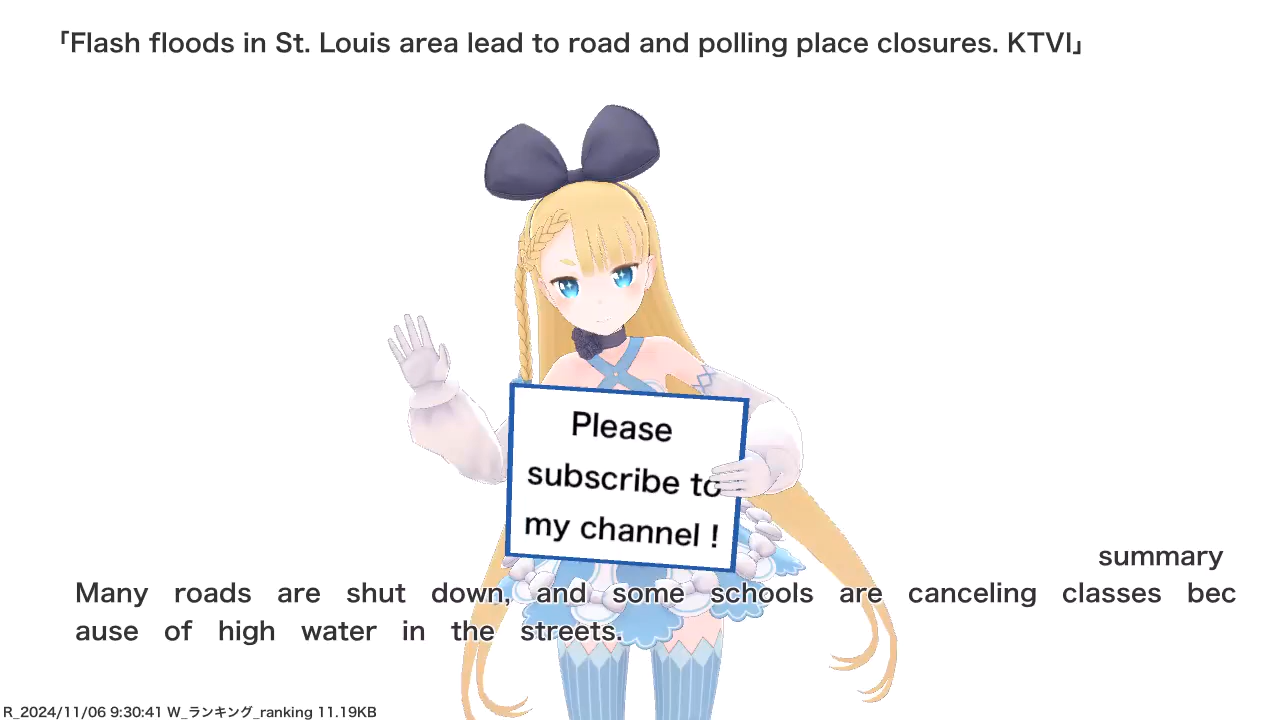 「Flash floods in St. Louis area lead to road and polling place closures. KTVI」
Please
subscribe to
my channel !
summary
Many roads are shut down, and some schools are canceling classes bec
ause of high water in the streets.
R_2024/11/06 9:30:41 W_ランキング_ranking 11.19KB